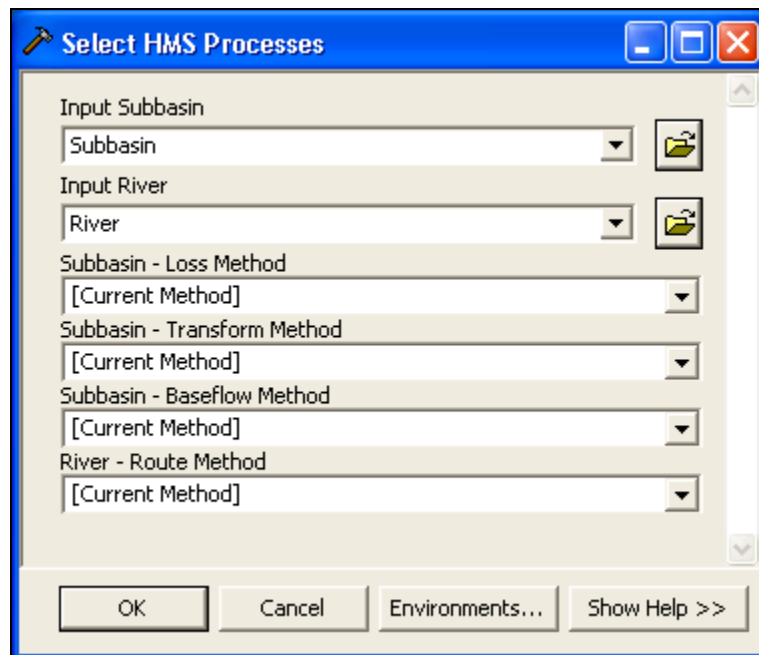 Select HMS Processes
Input Subbasin
Subbasin
Input River
River
Subbasin - Loss Method
[Current Method]
Subbasin - Transform Method
[Current Method]
Subbasin - Baseflow Method
[Current Method]
River - Route Method
[Current Method]
OK Cancel Environments... Show Help >>